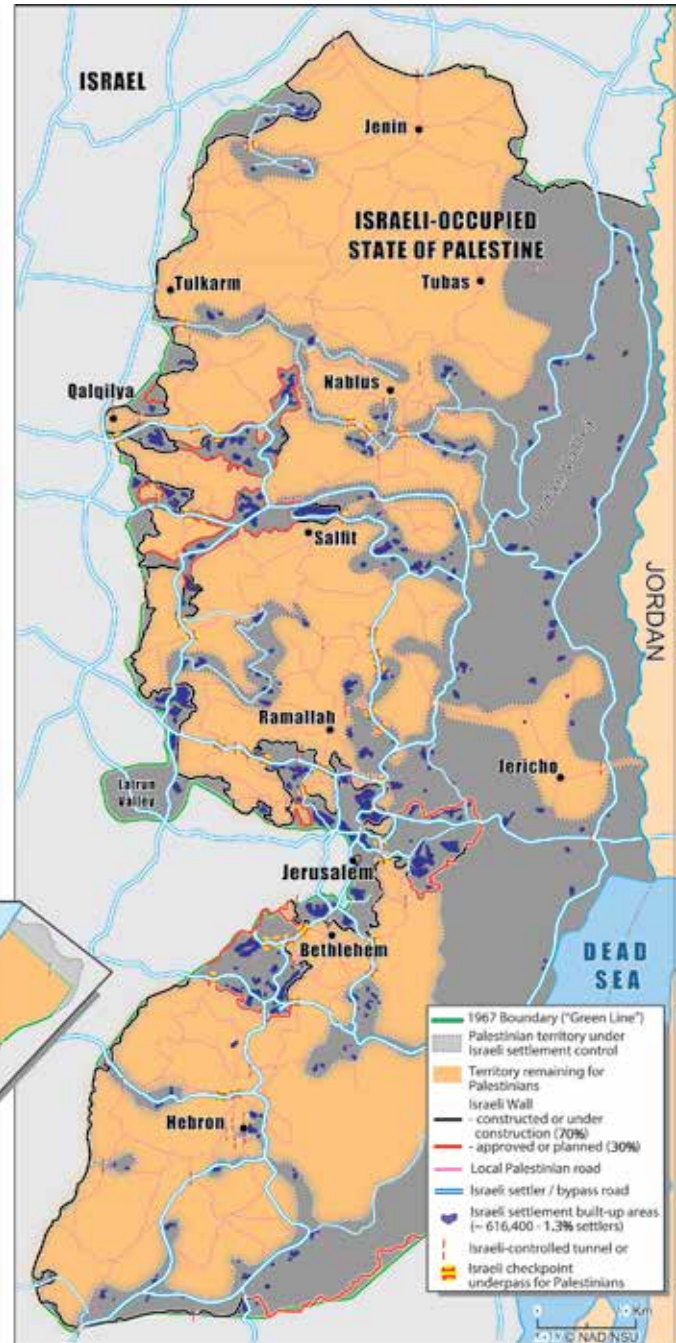 ISRAEL
Jenin
ISRAELI-OCCUPIED
STATE OF PALESTINE
Tulkarm
Tubas
Qalqilya
Nablus
Jordan Valley
Salfit
JORDAN
Ramallah
Jericho
Latrun
Valley
Jerusalem
Bethlehem
DEAD
SEA
Hebron
1967 Boundary ("Green Line")
Palestinian territory under
Israeli settlement control
Territory remaining for
Palestinians
Israeli Wall
- constructed or under
construction (70%)
- approved or planned (30%)
Local Palestinian road
Israeli settler / bypass road
Israeli settlement built-up areas
(~ 616,400 - 1.3% settlers)
Israeli-controlled tunnel or
Israeli checkpoint
underpass for Palestinians
Km
© NAD/NSU